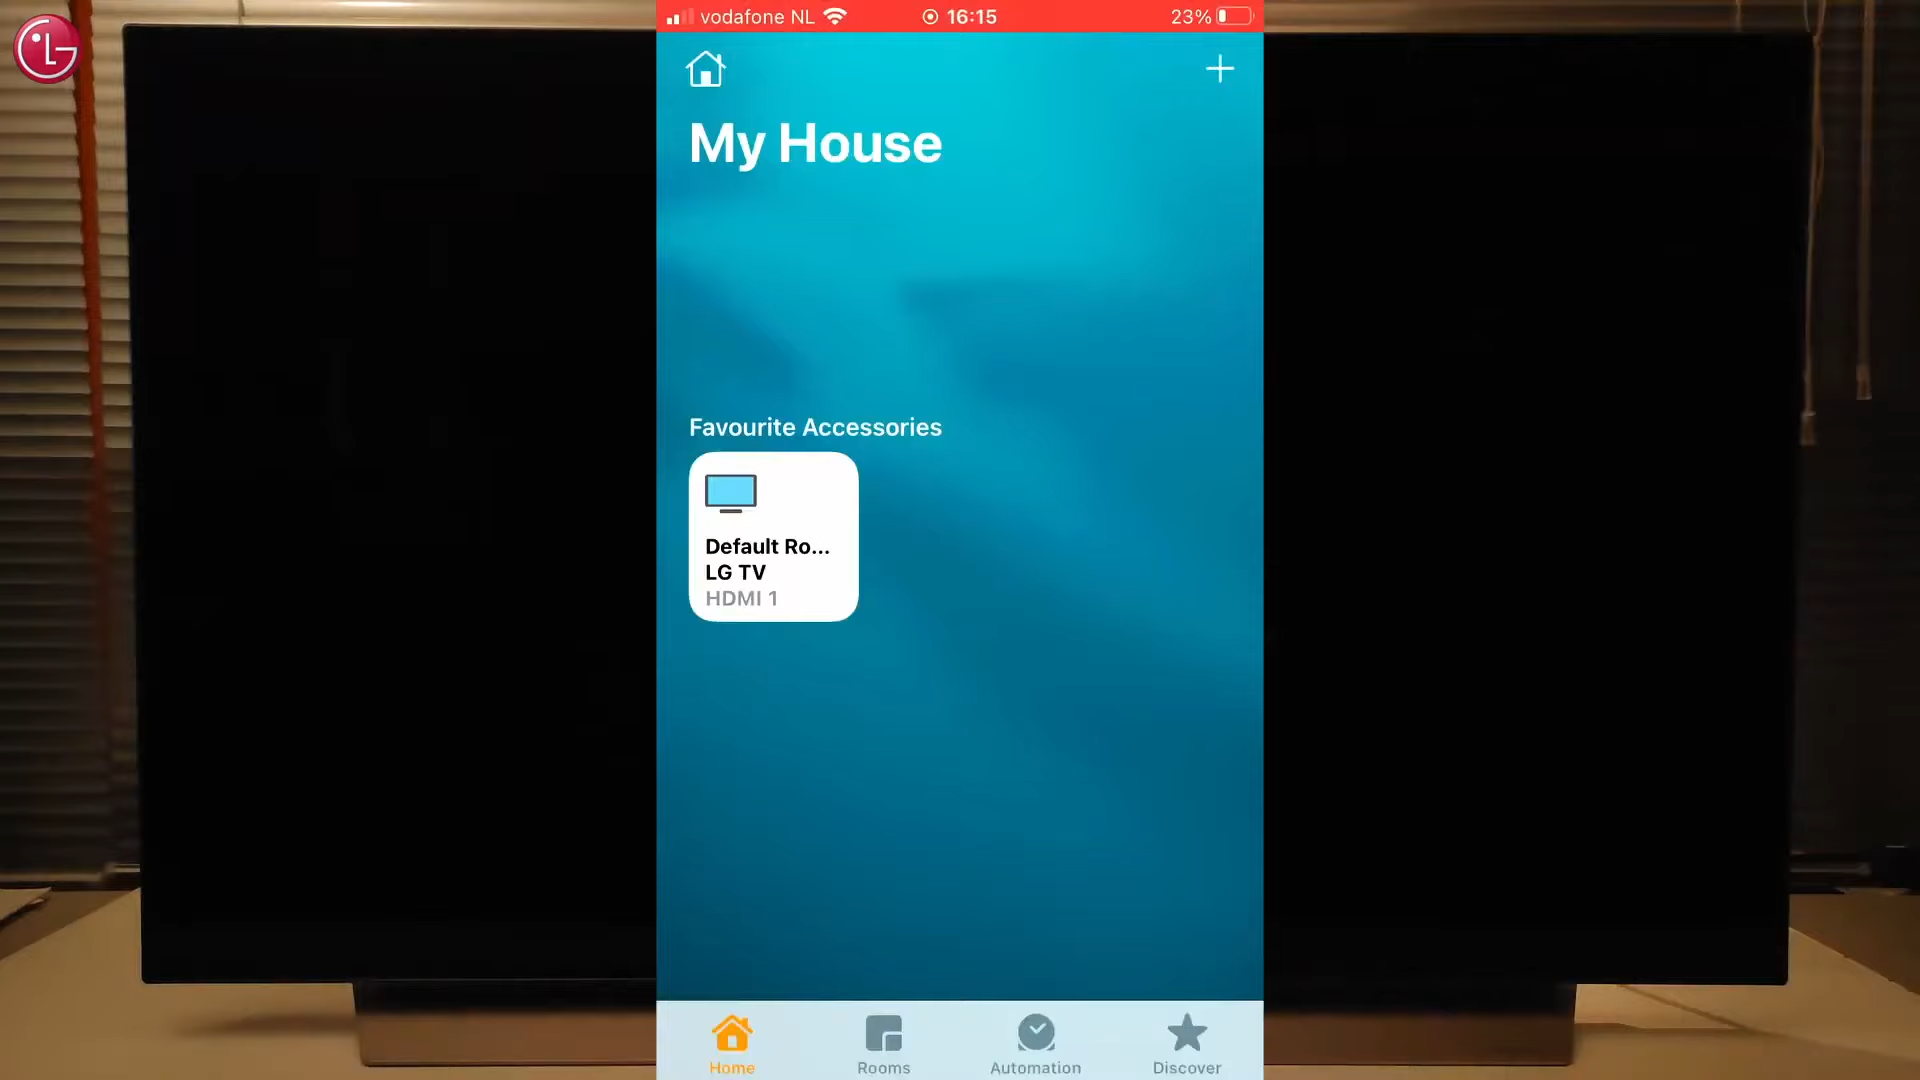 LG
vodafone NL
16:15
23%
My House
Favourite Accessories
Default Ro...
LG TV
HDMI 1
Home
Rooms
Automation
Discover